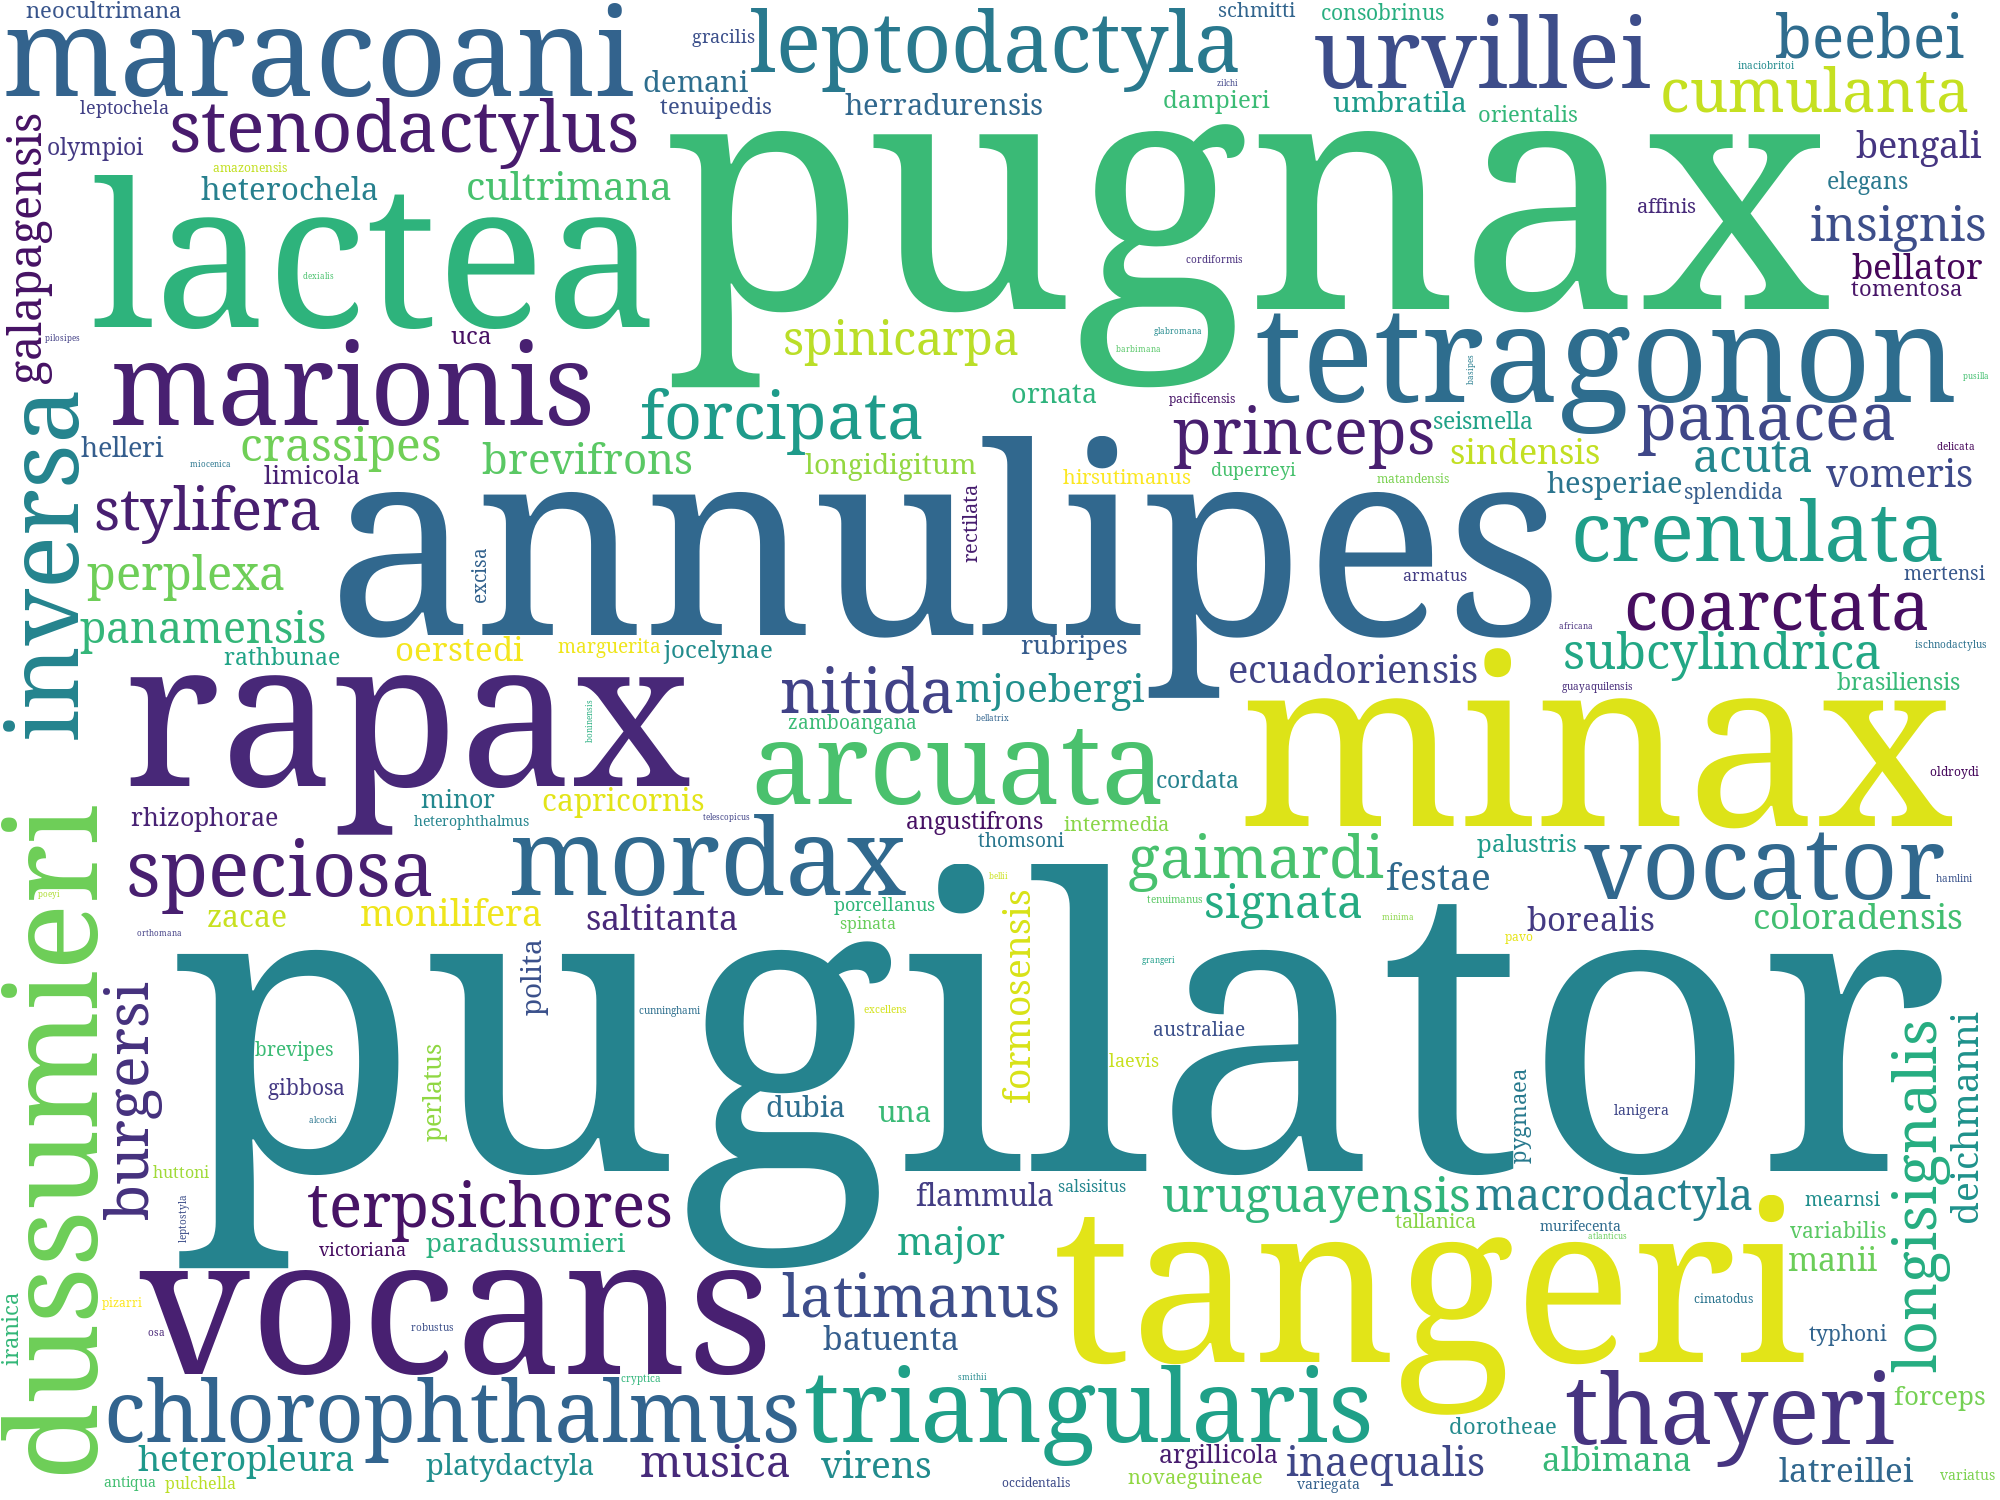 neocultrimana
maracoani
gracilis
leptodactyla
schmitti
consobrinus
urvillei
beebei
demani
zilchi
inaciobritoi
cumulanta
leptochela
stenodactylus
tenuipedis
herradurensis
dampieri
umbratila
orientalis
galapagensis
olympioi
pugnax
bengali
amazonensis
heterochela
cultrimana
elegans
lactea
affinis
insignis
dexialis
cordiformis
bellator
tomentosa
pilosipes
uca
spinicarpa
glabromana
barbimana
tetragonon
marionis
basipes
pusilla
inversa
forcipata
ornata
pacificensis
princeps
seismella
panacea
helleri
crassipes
brevifrons
longidigitum
sindensis
acuta
delicata
miocenica
limicola
hirsutimanus
duperreyi
matandensis
hesperiae
splendida
vomeris
stylifera
annulipes
rectilata
crenulata
perplexa
excisa
armatus
mertensi
coarctata
panamensis
oerstedi
marguerita
jocelynae
rubripes
africana
subcylindrica
ischnodactylus
rathbunae
rapax
nitida
mjoebergi
ecuadoriensis
guayaquilensis
brasiliensis
boninensis
zamboangana
bellatrix
minax
arcuata
cordata
oldroydi
rhizophorae
minor
capricornis
heterophthalmus
telescopicus
angustifrons
intermedia
dussumieri
speciosa
mordax
thomsoni
gaimardi
palustris
vocator
poeyi
belli
festae
hamlini
zacae
monilifera
saltitanta
porcellanus
spinata
formosensis
tenuimanus
signata
minima
borealis
coloradensis
orthomana
pugilator
pavo
polita
grangeri
burgersi
cunninghami
excellens
australiae
longisignalis
deichmanni
brevipes
perlatus
laevis
gibbosa
dubia
una
pygmaea
lanigera
alcocki
huttoni
terpsichores
flammula
salsisitus
uruguayensis
macrodactyla
mearnsi
leptostyla
victoriana
paradussumieri
major
tallanica
murifecenta
atlanticus
variabilis
manii
vocans
latimanus
tangeri
iranica
pizarri
osa
robustus
batuenta
cimatodus
typhoni
chlorophthalmus
cryptica
smithii
triangularis
thayeri
forceps
dorotheae
heteropleura
platydactyla
musica
virens
argillicola
inaequalis
albimana
latreillei
antiqua
pulchella
occidentalis
novaeguineae
variegata
variatus